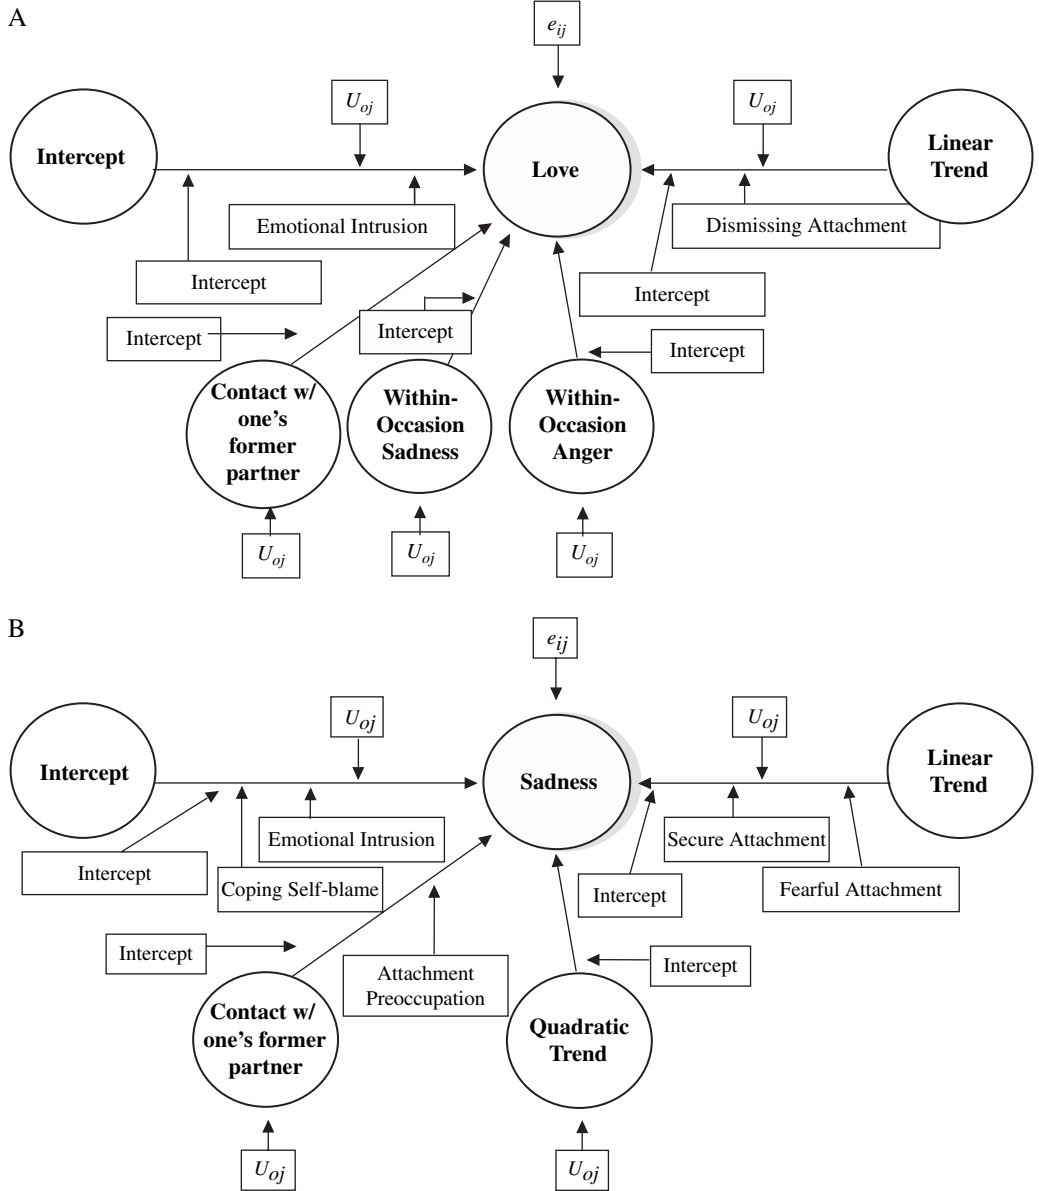 A
e_ij
U_oj
U_oj
Intercept
Love
Linear
Trend
Emotional Intrusion
Dismissing Attachment
Intercept
Intercept
Intercept
Intercept
Intercept
Contact w/
one's
former
partner
Within-
Occasion
Sadness
Within-
Occasion
Anger
U_oj
U_oj
U_oj
B
e_ij
U_oj
U_oj
Intercept
Sadness
Linear
Trend
Emotional Intrusion
Secure Attachment
Intercept
Coping Self-blame
Intercept
Fearful Attachment
Intercept
Attachment
Preoccupation
Intercept
Contact w/
one's former
partner
Quadratic
Trend
U_oj
U_oj